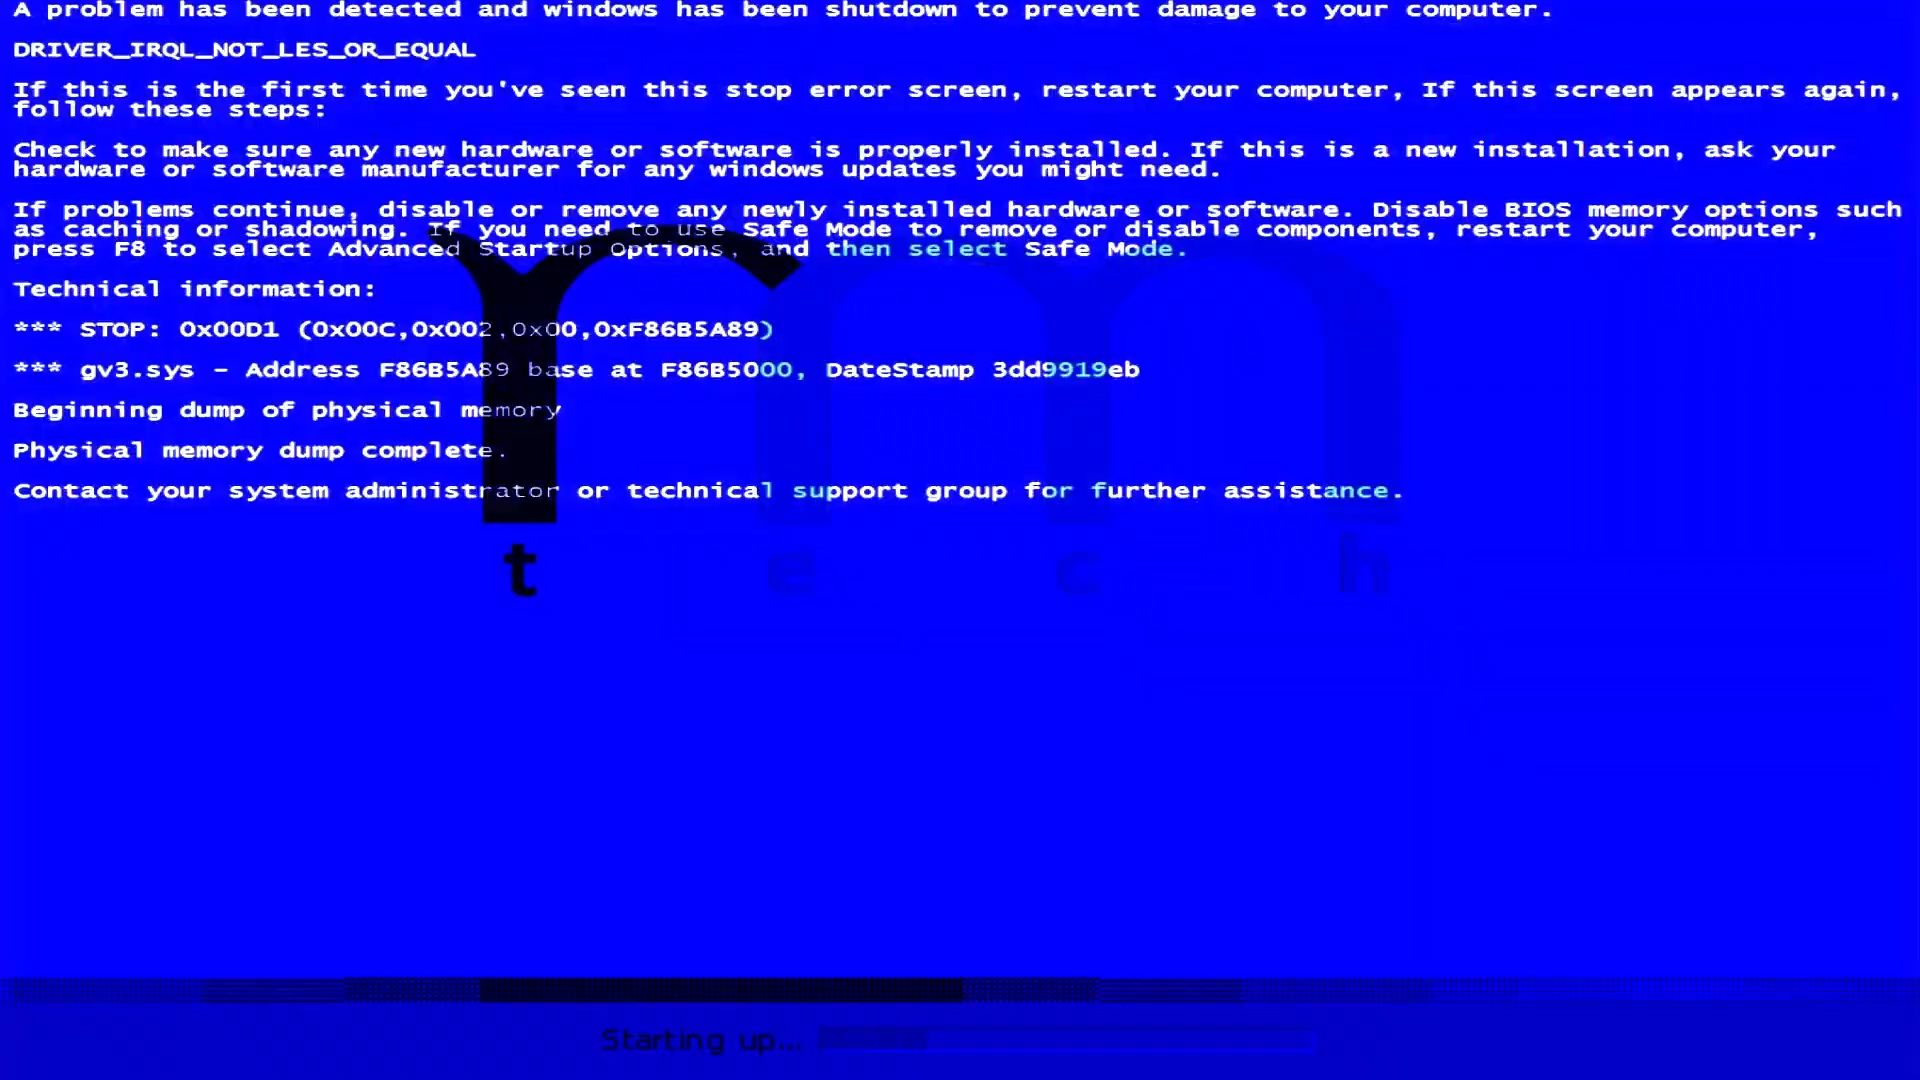 A problem has been detected and windows has been shutdown to prevent damage to your computer.
DRIVER_IRQL_NOT_LES_OR_EQUAL
If this is the first time you've seen this stop error screen, restart your computer, If this screen appears again,
follow these steps:
Check to make sure any new hardware or software is properly installed. If this is a new installation, ask your
hardware or software manufacturer for any windows updates you might need.
If problems continue, disable or remove any newly installed hardware or software. Disable BIOS memory options such
as caching or shadowing. If you need to use Safe Mode to remove or disable components, restart your computer,
press F8 to select Advanced Startup Options, and then select Safe Mode.
Technical information:
*** STOP: 0x00D1 (0x00C,0x002,0x00,0xF86B5A89)
*** gv3.sys - Address F86B5A89 base at F86B5000, DateStamp 3dd9919eb
Beginning dump of physical memory
Physical memory dump complete.
Contact your system administrator or technical support group for further assistance.
rm
tech
Starting up...